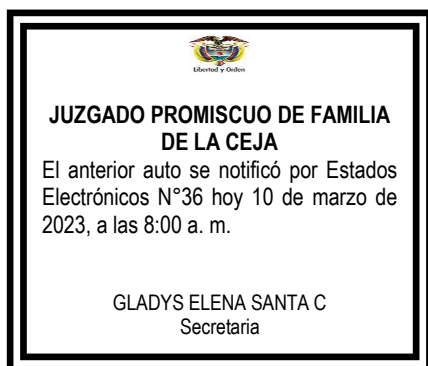 Libertad y Orden
JUZGADO PROMISCUO DE FAMILIA
DE LA CEJA
El anterior auto se notificó por Estados
Electrónicos N°36 hoy 10 de marzo de
2023, a las 8:00 a. m.
GLADYS ELENA SANTA C
Secretaria